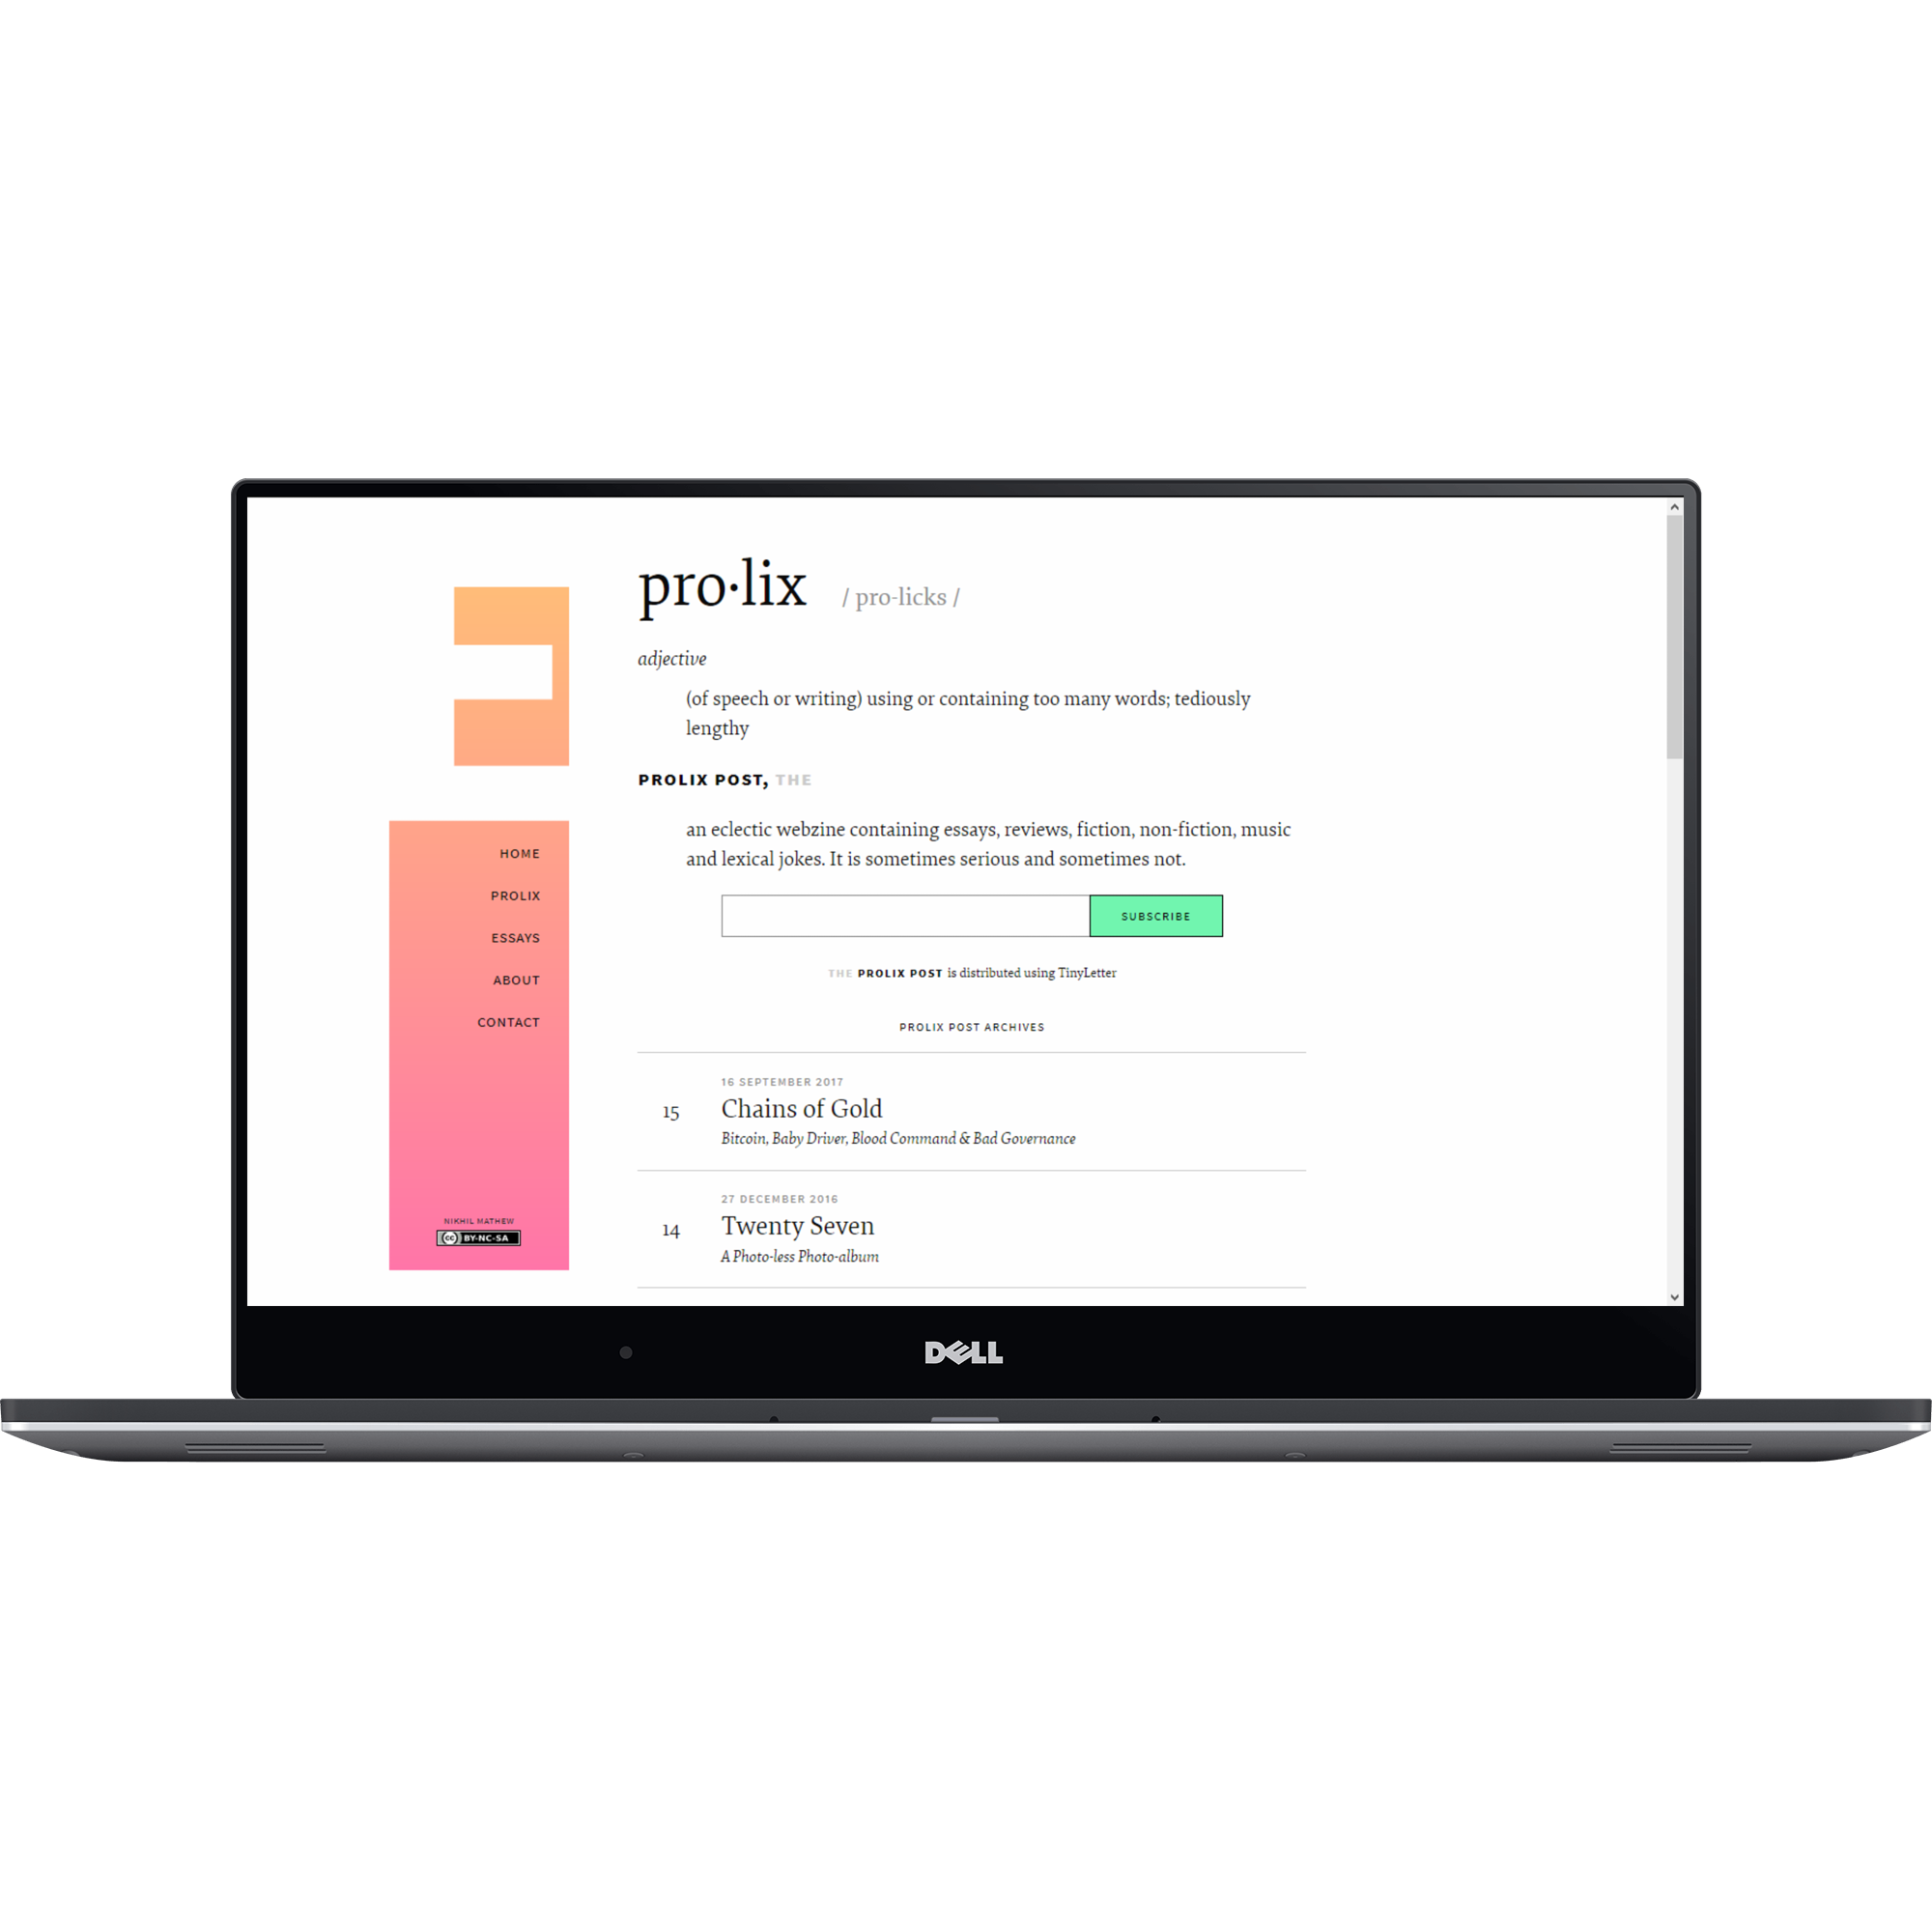 pro·lix / pro-licks /
adjective
(of speech or writing) using or containing too many words; tediously
lengthy
PROLIX POST, THE
an eclectic webzine containing essays, reviews, fiction, non-fiction, music
and lexical jokes. It is sometimes serious and sometimes not.
SUBSCRIBE
THE PROLIX POST is distributed using TinyLetter
PROLIX POST ARCHIVES
16 SEPTEMBER 2017
15 Chains of Gold
Bitcoin, Baby Driver, Blood Command & Bad Governance
27 DECEMBER 2016
14 Twenty Seven
A Photo-less Photo-album
HOME
PROLIX
ESSAYS
ABOUT
CONTACT
NIKHIL MATHEW
cc BY-NC-SA
DELL